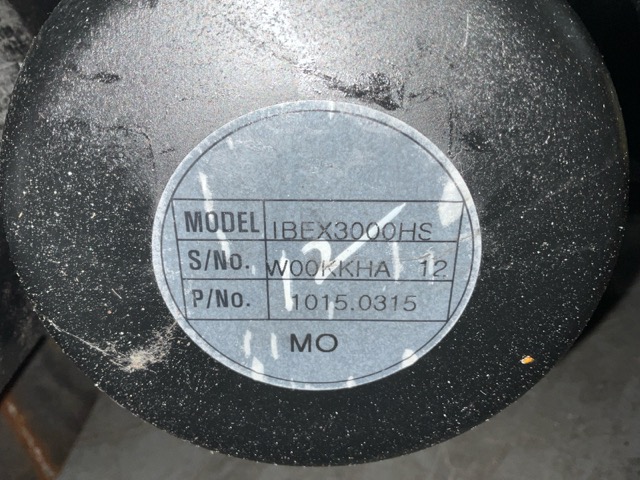 MODEL IBEX3000HS
S/No. W00KKHA 12
P/No. 1015.0315
MO